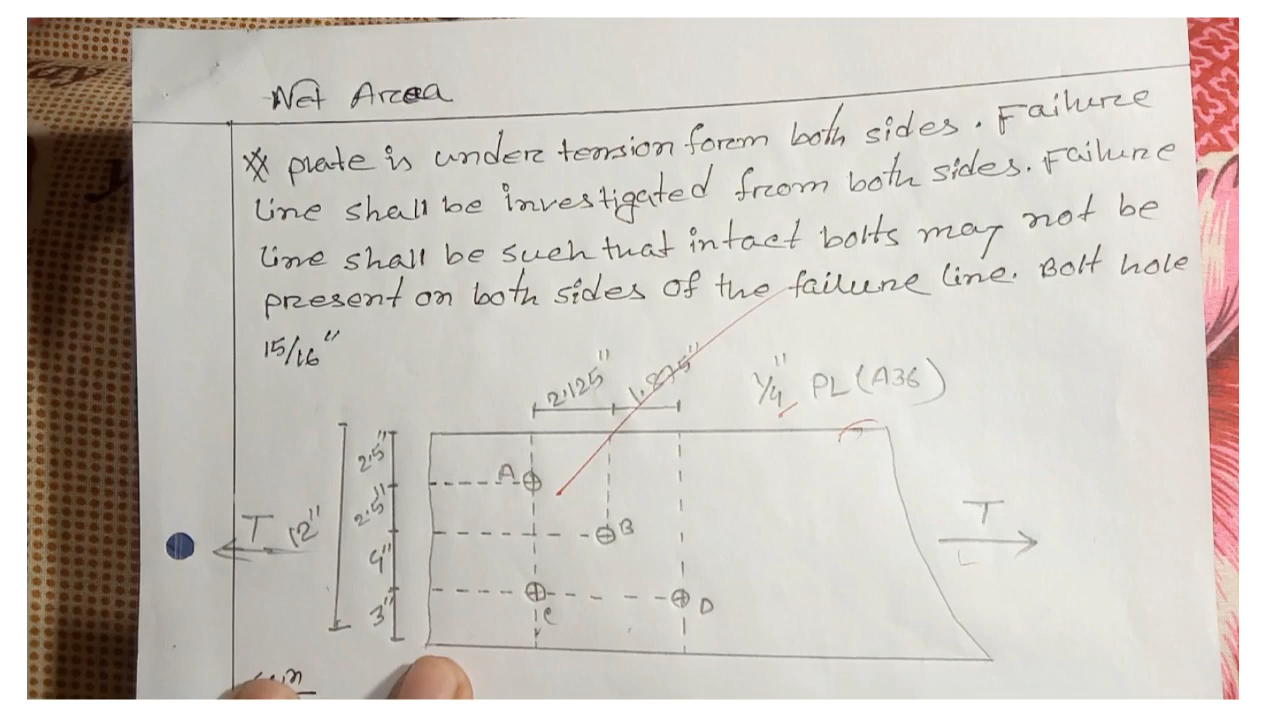 Net Area
※ plate is under tension form both sides. Failure
line shall be investigated from both sides. Failure
line shall be such that intact bolts may not be
present on both sides of the failure line. Bolt hole
15/16"
2.125" 1.875" 1/4" PL (A36)
2.5"
A
T 12" 2.5" B T
4"
3" C D